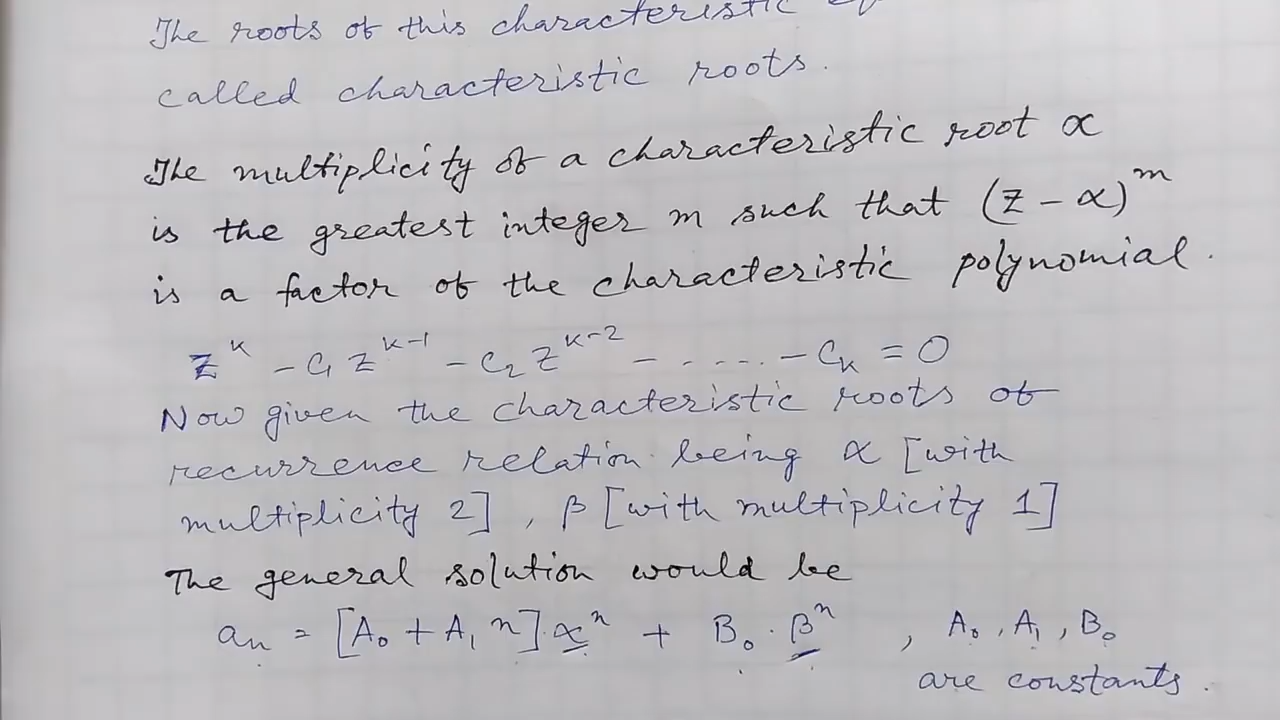 The roots of this characteristic
called characteristic roots.
The multiplicity of a characteristic root α
is the greatest integer m such that (z - α)^m
is a factor of the characteristic polynomial.
z^k - c₁ z^{k-1} - c₂ z^{k-2} - ..... - c_k = 0
Now given the characteristic roots of
recurrence relation being α [with
multiplicity 2], β [with multiplicity 1]
The general solution would be
a_n = [A₀ + A₁ n].α^n + B₀ . β^n , A₀, A₁, B₀
are constants.